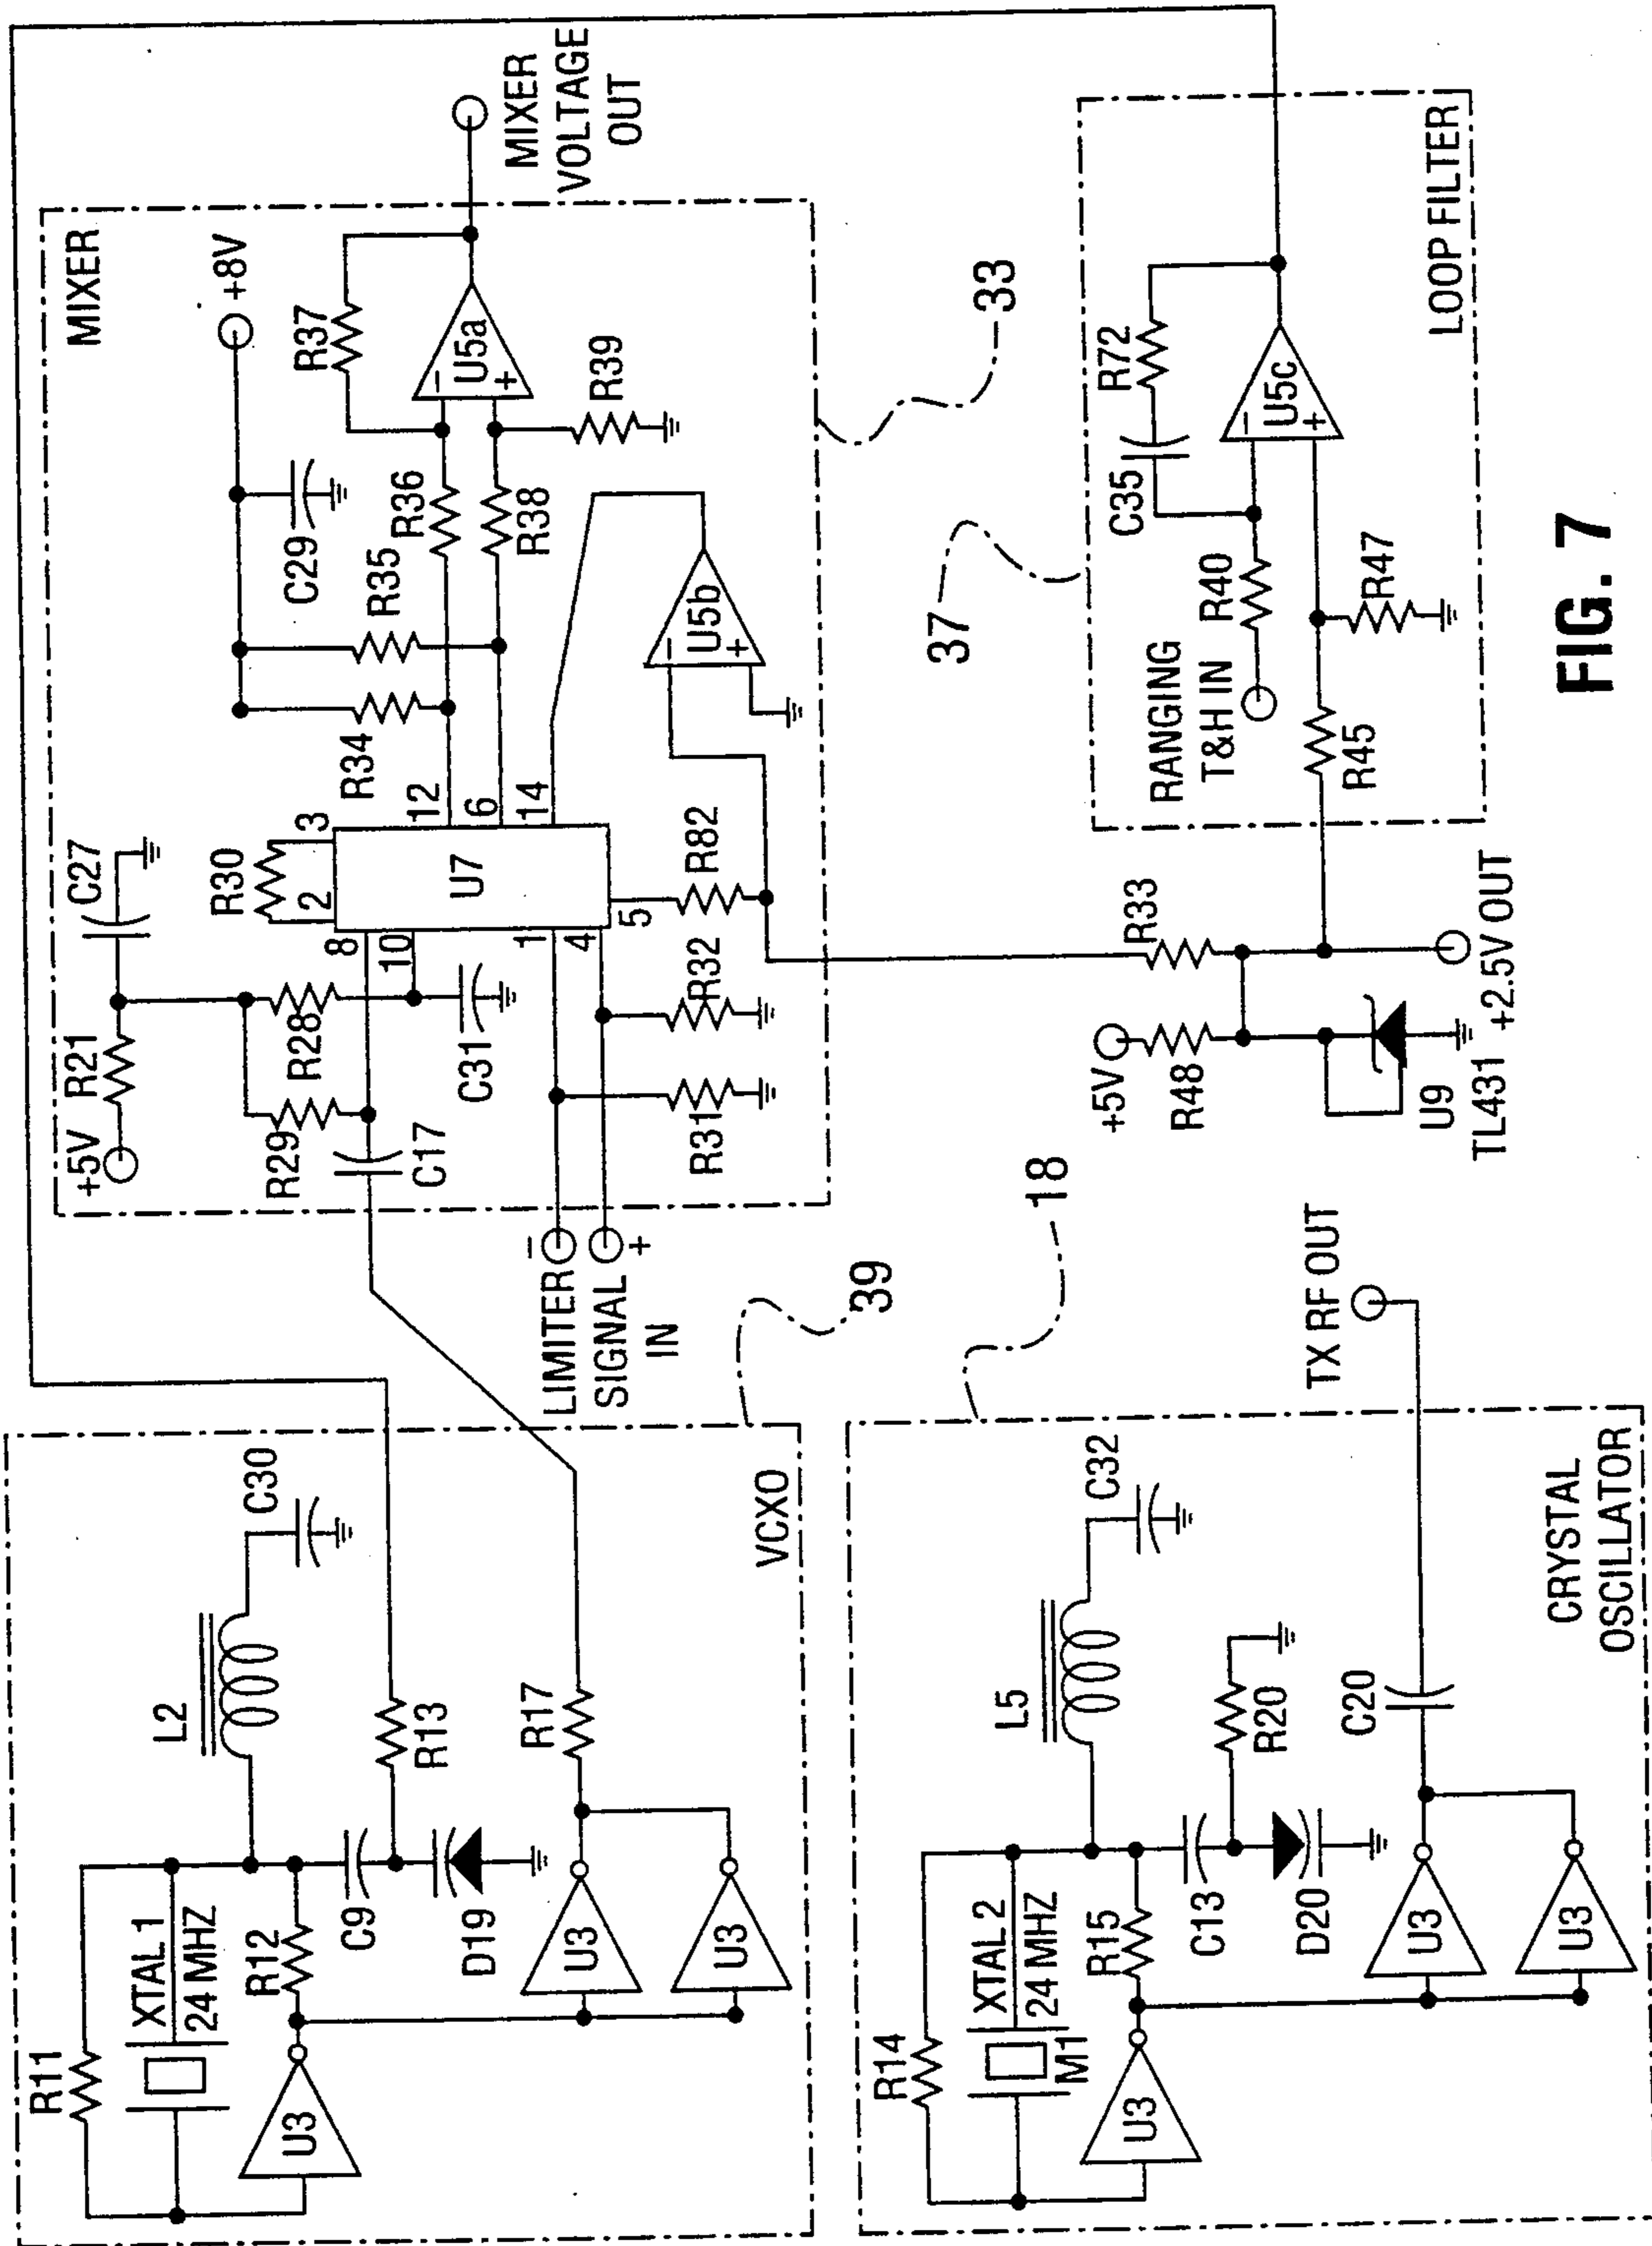 R11
XTAL 1
24 MHZ
U3
R12
L2
C30
C9
R13
D19
U3
U3
R17
VCXO
39
R14
XTAL 2
24 MHZ
M1
U3
R15
L5
C32
C13
R20
D20
U3
U3
C20
TX RF OUT
CRYSTAL
OSCILLATOR
18
MIXER
+5V
R21
C27
R29
R28
C17
C31
LIMITER
SIGNAL
IN
−
+
R31
R32
R30
2
3
8
10
1
4
5
U7
12
6
14
R82
R34
R35
C29
+8V
R36
R38
R37
−
U5a
+
R39
−
U5b
+
MIXER
VOLTAGE
OUT
33
+5V
R48
R33
U9
TL431
+2.5V OUT
37
RANGING
T&H IN
R40
C35
R72
−
U5c
+
R45
R47
LOOP FILTER
FIG. 7